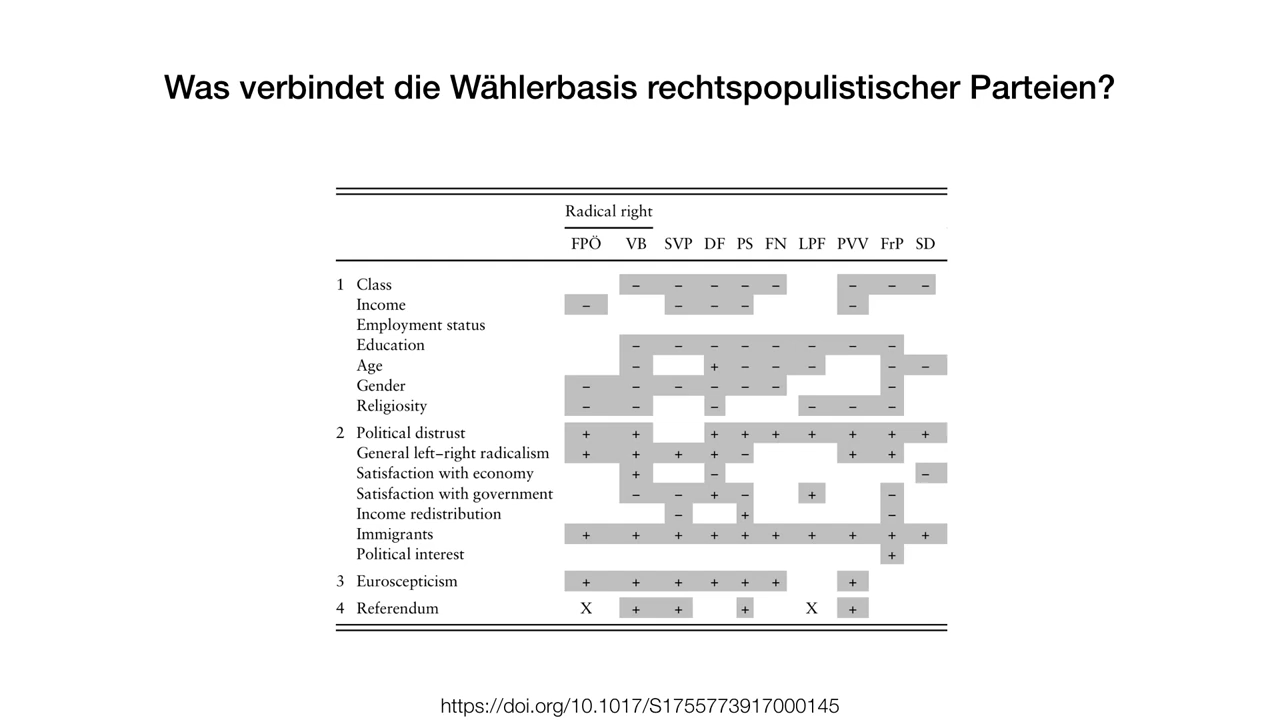 Was verbindet die Wählerbasis rechtspopulistischer Parteien?
Radical right
FPÖ VB SVP DF PS FN LPF PVV FrP SD
1 Class – – – – – – – –
Income – – – – –
Employment status
Education – – – – – – – –
Age – + – – – – –
Gender – – – – – – –
Religiosity – – – – – –
2 Political distrust + + + + + + + + +
General left–right radicalism + + + + – + +
Satisfaction with economy + – –
Satisfaction with government – – + – + –
Income redistribution – + –
Immigrants + + + + + + + + + +
Political interest +
3 Euroscepticism + + + + + + +
4 Referendum X + + + X +
https://doi.org/10.1017/S1755773917000145